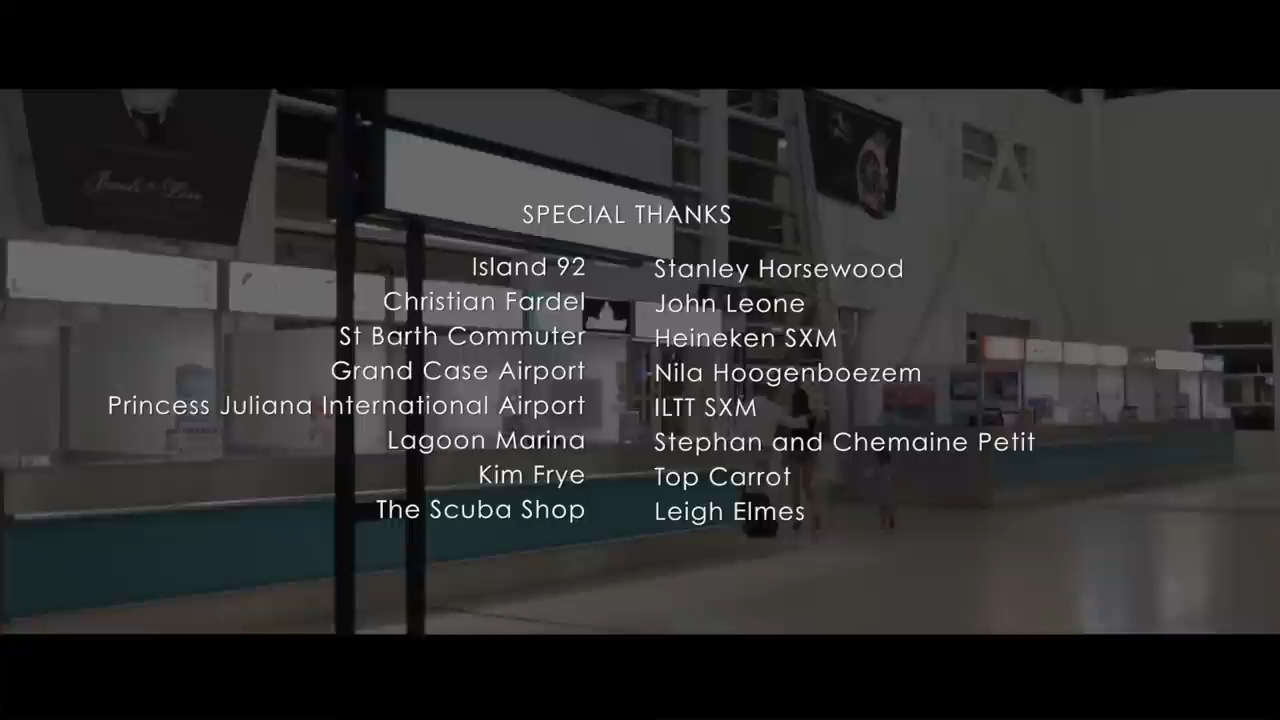 SPECIAL THANKS
Island 92
Christian Fardel
St Barth Commuter
Grand Case Airport
Princess Juliana International Airport
Lagoon Marina
Kim Frye
The Scuba Shop
Stanley Horsewood
John Leone
Heineken SXM
Nila Hoogenboezem
ILTT SXM
Stephan and Chemaine Petit
Top Carrot
Leigh Elmes